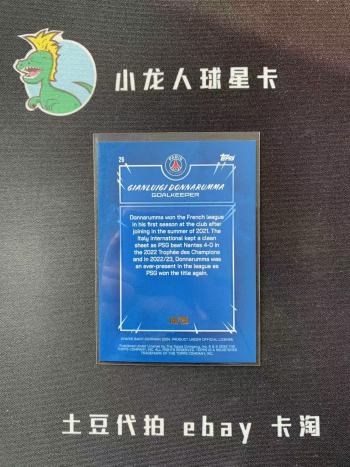 小龙人球星卡
26
PARIS
topps
GIANLUIGI DONNARUMMA
GOALKEEPER
Donnarumma won the French league
in his first season at the club after
joining in the summer of 2021. The
Italy international kept a clean
sheet as PSG beat Nantes 4-0 in
the 2022 Trophée des Champions
and in 2022/23, Donnarumma was
an ever-present in the league as
PSG won the title again.
土豆代拍 ebay 卡淘